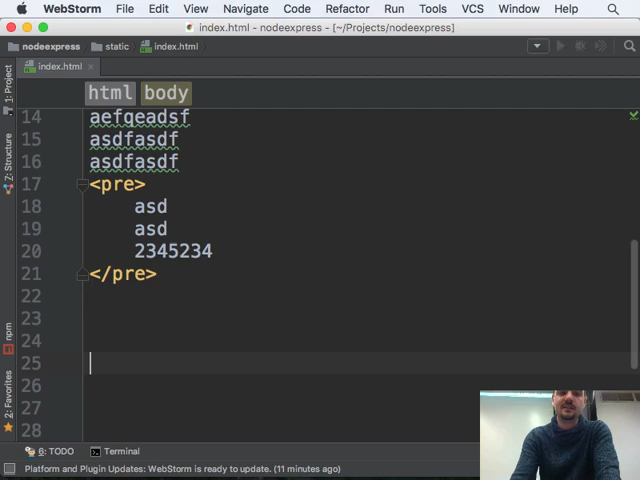 WebStorm File Edit View Navigate Code Refactor Run Tools VCS Window Help
index.html - nodeexpress - [~/Projects/nodeexpress]
nodeexpress static index.html
index.html
html body
14 aefqeadsf
15 asdfasdf
16 asdfasdf
17 <pre>
18 asd
19 asd
20 2345234
21 </pre>
22
23
24
25
26
27
28
1: Project
7: Structure
npm
2: Favorites
6: TODO Terminal
Platform and Plugin Updates: WebStorm is ready to update. (11 minutes ago)